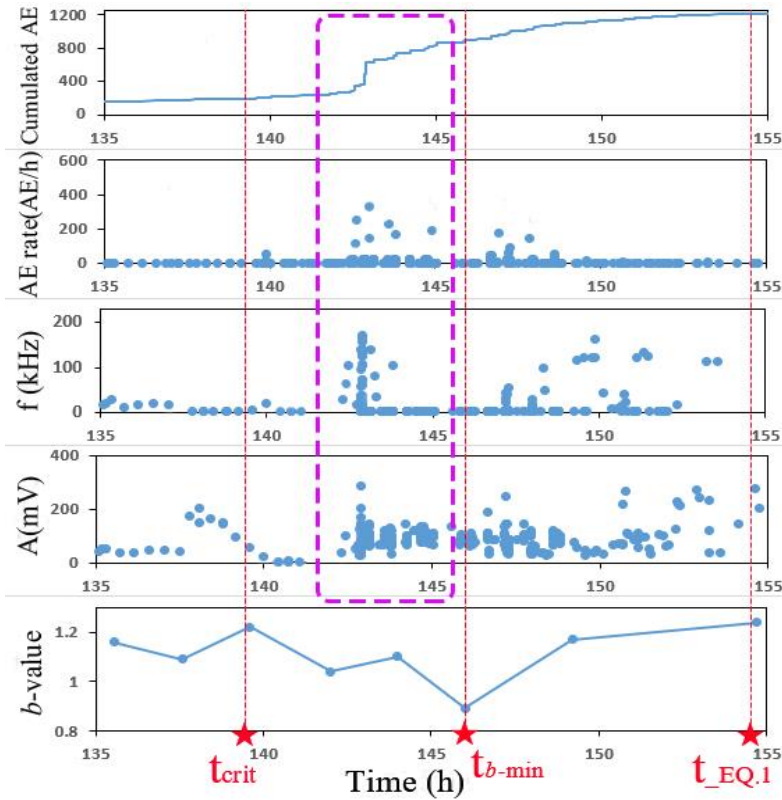 Cumulated AE
1200
800
400
0
135 140 145 150 155
AE rate(AE/h)
600
400
200
0
135 140 145 150 155
f (kHz)
200
100
0
135 140 145 150 155
A(mV)
400
200
0
135 140 145 150 155
b-value
1.2
1
0.8
135 140 145 150 155
tcrit tb-min t_EQ.1
Time (h)